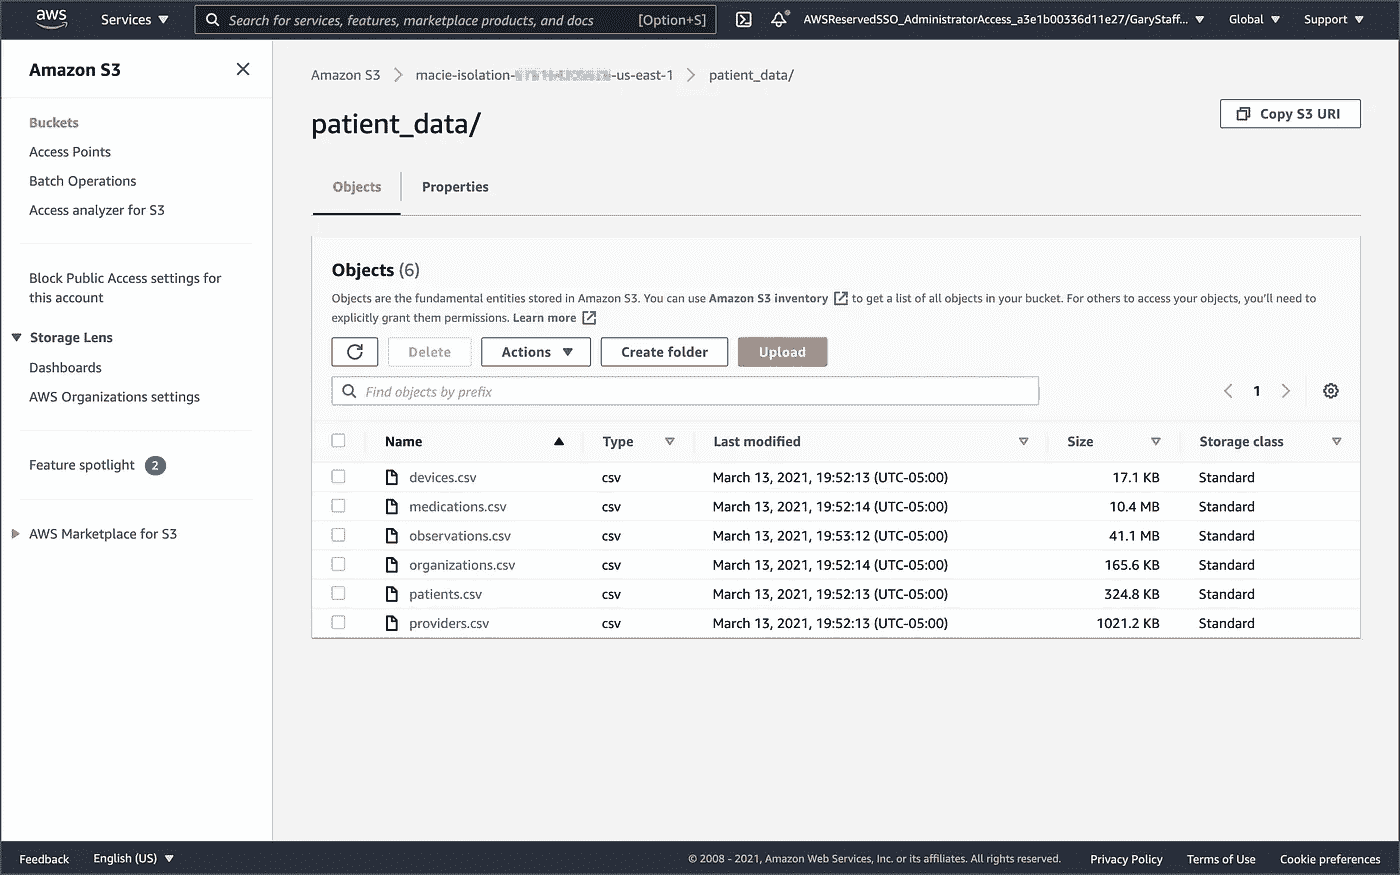 aws Services Search for services, features, marketplace products, and docs [Option+S] AWSReservedSSO_AdministratorAccess_a3e1b00336d11e27/GaryStaff... Global Support
Amazon S3
Buckets
Access Points
Batch Operations
Access analyzer for S3
Block Public Access settings for
this account
Storage Lens
Dashboards
AWS Organizations settings
Feature spotlight 2
AWS Marketplace for S3
Amazon S3 macie-isolation- -us-east-1 patient_data/
patient_data/
Copy S3 URI
Objects Properties
Objects (6)
Objects are the fundamental entities stored in Amazon S3. You can use Amazon S3 inventory to get a list of all objects in your bucket. For others to access your objects, you'll need to
explicitly grant them permissions. Learn more
Delete Actions Create folder Upload
Find objects by prefix 1
Name Type Last modified Size Storage class
devices.csv csv March 13, 2021, 19:52:13 (UTC-05:00) 17.1 KB Standard
medications.csv csv March 13, 2021, 19:52:14 (UTC-05:00) 10.4 MB Standard
observations.csv csv March 13, 2021, 19:53:12 (UTC-05:00) 41.1 MB Standard
organizations.csv csv March 13, 2021, 19:52:14 (UTC-05:00) 165.6 KB Standard
patients.csv csv March 13, 2021, 19:52:13 (UTC-05:00) 324.8 KB Standard
providers.csv csv March 13, 2021, 19:52:13 (UTC-05:00) 1021.2 KB Standard
Feedback English (US) © 2008 - 2021, Amazon Web Services, Inc. or its affiliates. All rights reserved. Privacy Policy Terms of Use Cookie preferences